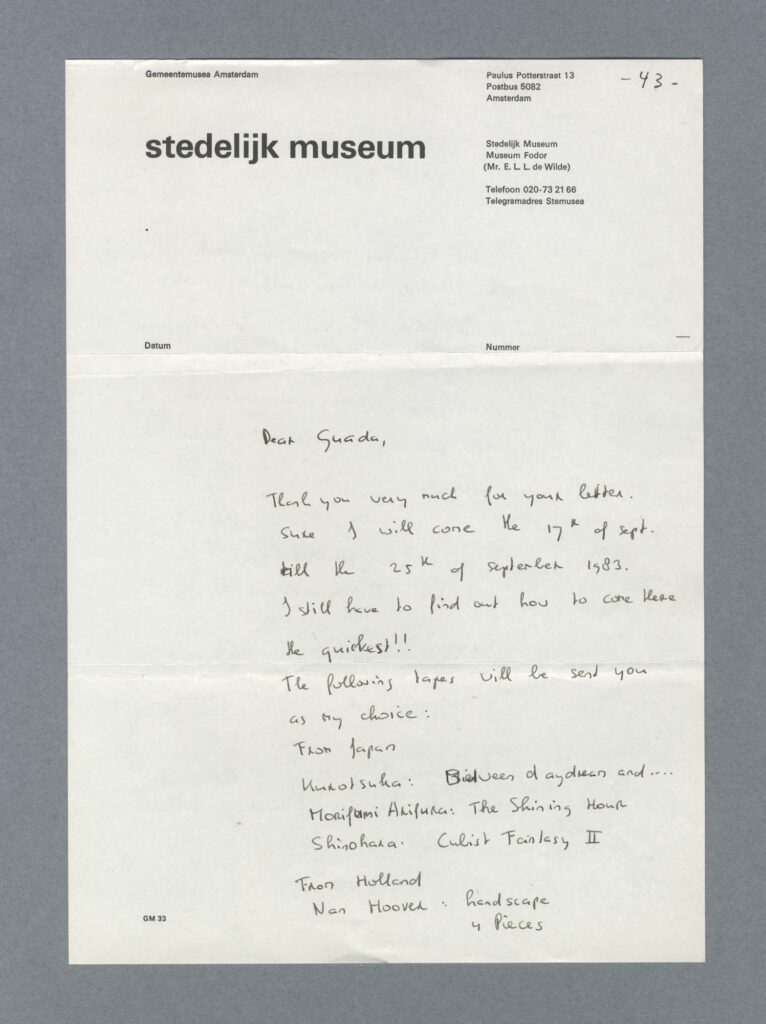 Gemeentemusea Amsterdam
Paulus Potterstraat 13
Postbus 5082
Amsterdam
- 43 -
stedelijk museum
Stedelijk Museum
Museum Fodor
(Mr. E. L. L. de Wilde)
Telefoon 020-73 21 66
Telegramadres Stemusea
Datum
Nummer
Dear Guada,
Thank you very much for your letter.
Sure I will come the 17th of sept.
till the 25th of september 1983.
I still have to find out how to come there
the quickest!!
The following tapes will be send you
as my choice:
From Japan
Kurotsuka: Between daydream and....
Morifumi Arifura: The Shining Hour
Shinohara: Cubist Fantasy II
From Holland
Nan Hoover: handscape
4 Pieces
GM 33